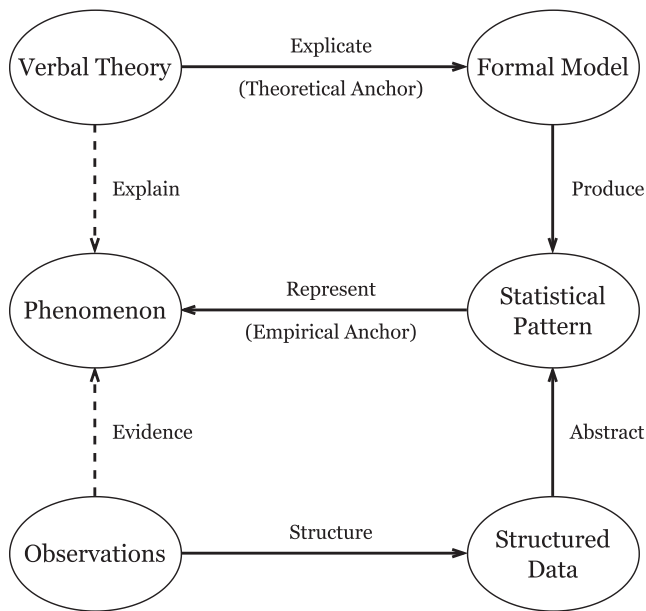 Verbal Theory
Explicate
(Theoretical Anchor)
Formal Model
Explain
Produce
Phenomenon
Represent
(Empirical Anchor)
Statistical
Pattern
Evidence
Abstract
Observations
Structure
Structured
Data